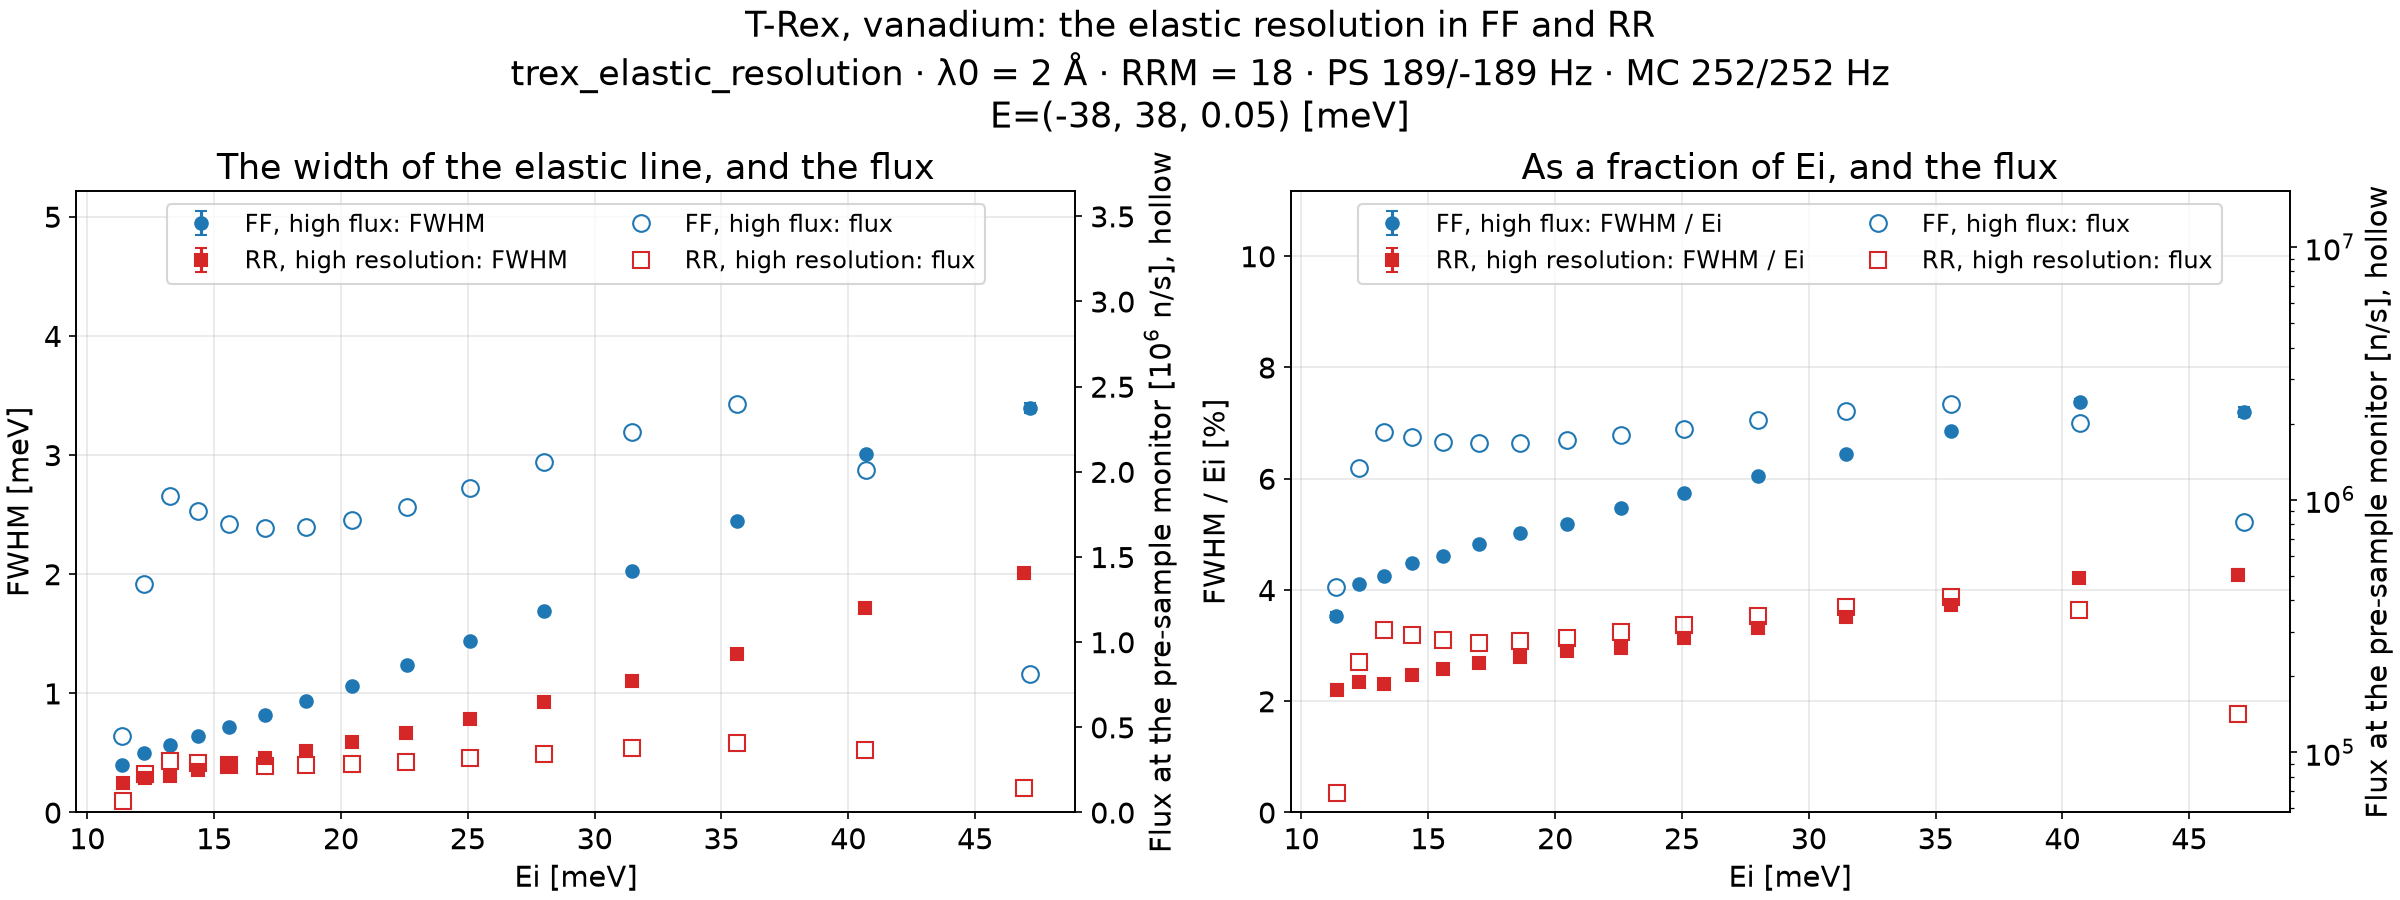 T-Rex, vanadium: the elastic resolution in FF and RR
trex_elastic_resolution · λ0 = 2 Å · RRM = 18 · PS 189/-189 Hz · MC 252/252 Hz
E=(-38, 38, 0.05) [meV]
The width of the elastic line, and the flux
FF, high flux: FWHM
RR, high resolution: FWHM
FF, high flux: flux
RR, high resolution: flux
FWHM [meV]
5
4
3
2
1
0
10 15 20 25 30 35 40 45
Ei [meV]
3.5
3.0
2.5
2.0
1.5
1.0
0.5
0.0
Flux at the pre-sample monitor [10⁶ n/s], hollow
As a fraction of Ei, and the flux
FF, high flux: FWHM / Ei
RR, high resolution: FWHM / Ei
FF, high flux: flux
RR, high resolution: flux
FWHM / Ei [%]
10
8
6
4
2
0
10 15 20 25 30 35 40 45
Ei [meV]
10⁷
10⁶
10⁵
Flux at the pre-sample monitor [n/s], hollow